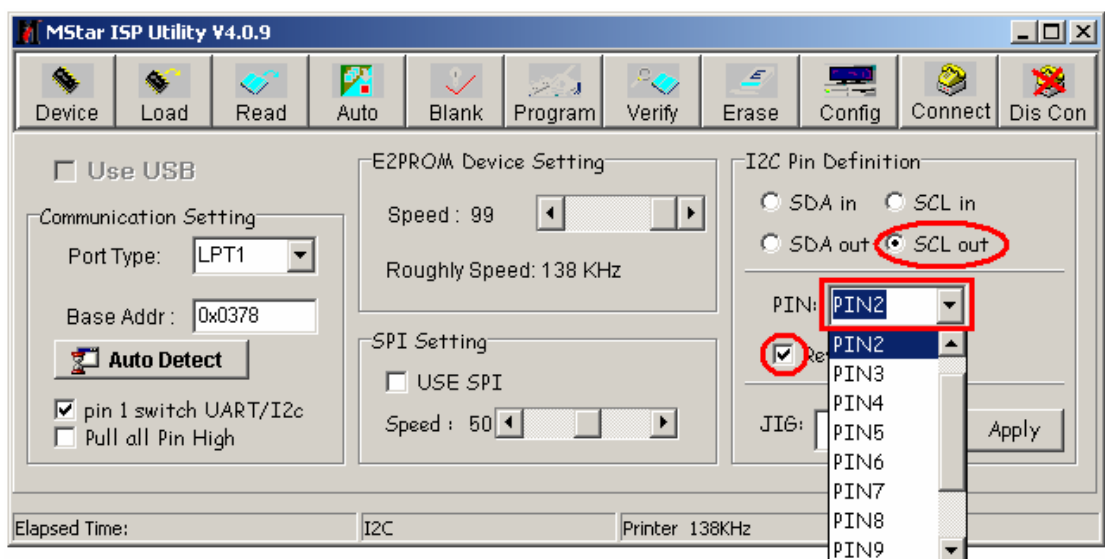 MStar ISP Utility V4.0.9
Device Load Read Auto Blank Program Verify Erase Config Connect Dis Con
Use USB
Communication Setting
Port Type: LPT1
Base Addr : 0x0378
Auto Detect
pin 1 switch UART/I2c
Pull all Pin High
E2PROM Device Setting
Speed : 99
Roughly Speed: 138 KHz
SPI Setting
USE SPI
Speed : 50
I2C Pin Definition
SDA in SCL in
SDA out SCL out
PIN: PIN2
PIN2
PIN3
PIN4
PIN5
PIN6
PIN7
PIN8
PIN9
JIG:
Apply
Elapsed Time: I2C Printer 138KHz